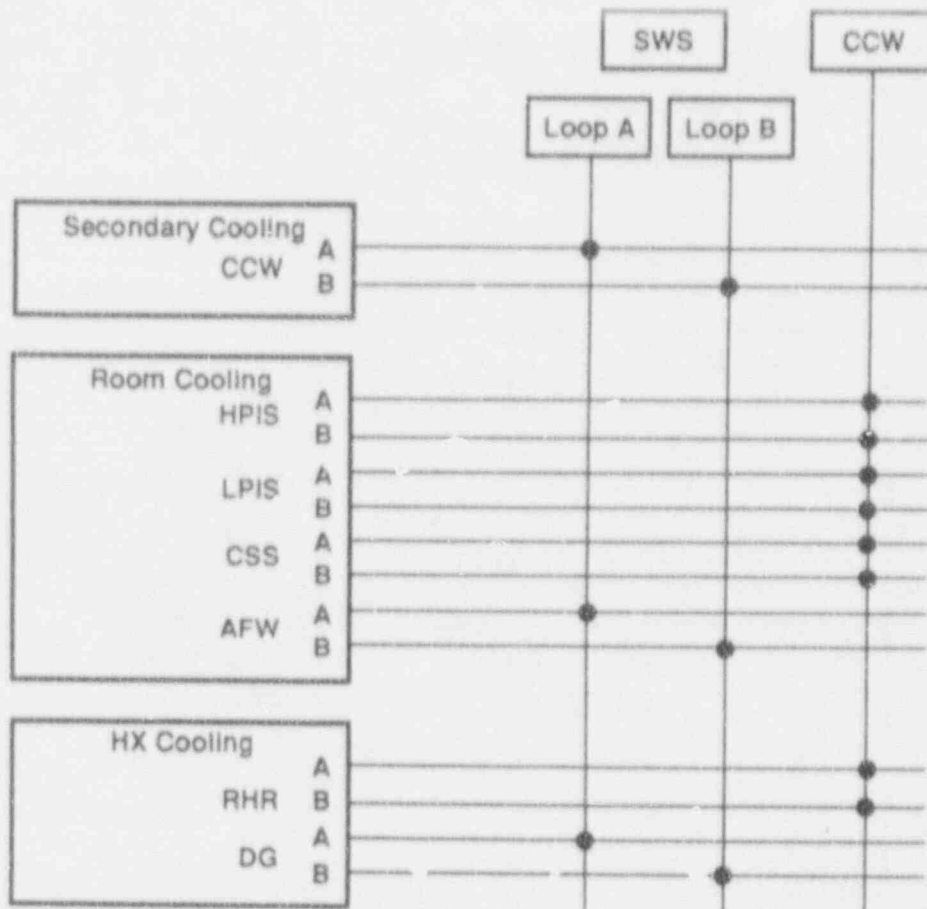 SWS CCW
Loop A Loop B
Secondary Cooling
A
CCW
B
Room Cooling
A
HPIS
B
A
LPIS
B
A
CSS
B
A
AFW
B
HX Cooling
A
RHR B
A
DG
B